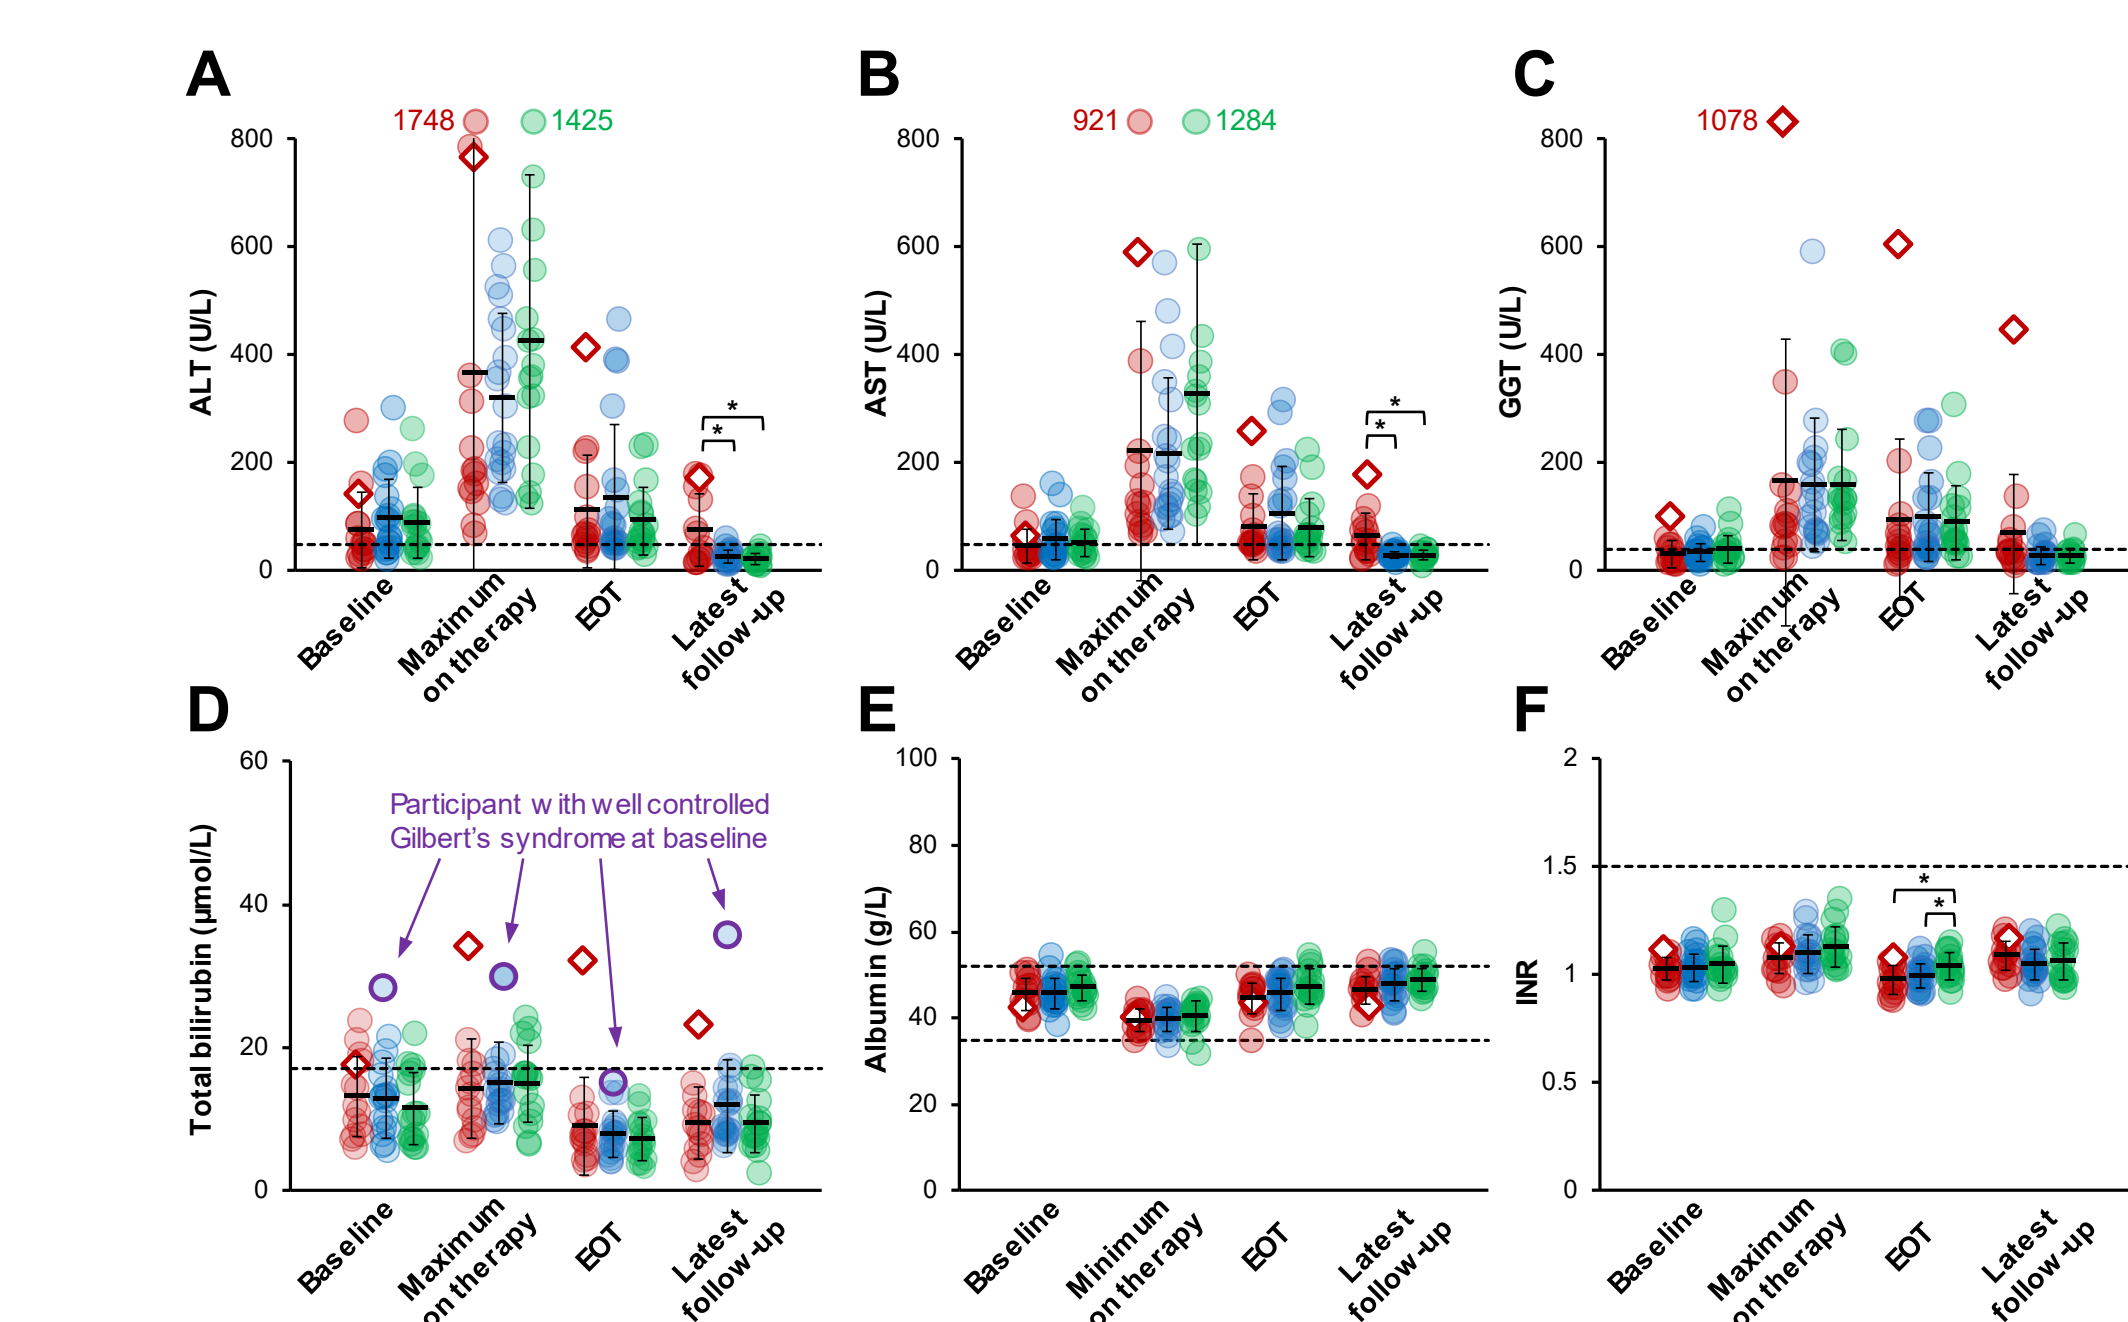 A
1748
1425
800
600
400
200
0
ALT (U/L)
*
*
Baseline
Maximum
on therapy
EOT
Latest
follow-up
B
921
1284
800
600
400
200
0
AST (U/L)
*
*
Baseline
Maximum
on therapy
EOT
Latest
follow-up
C
1078
800
600
400
200
0
GGT (U/L)
Baseline
Maximum
on therapy
EOT
Latest
follow-up
D
60
40
20
0
Total bilirubin (µmol/L)
Participant with well controlled
Gilbert’s syndrome at baseline
Baseline
Maximum
on therapy
EOT
Latest
follow-up
E
100
80
60
40
20
0
Albumin (g/L)
Baseline
Minimum
on therapy
EOT
Latest
follow-up
F
2
1.5
1
0.5
0
INR
*
*
Baseline
Maximum
on therapy
EOT
Latest
follow-up